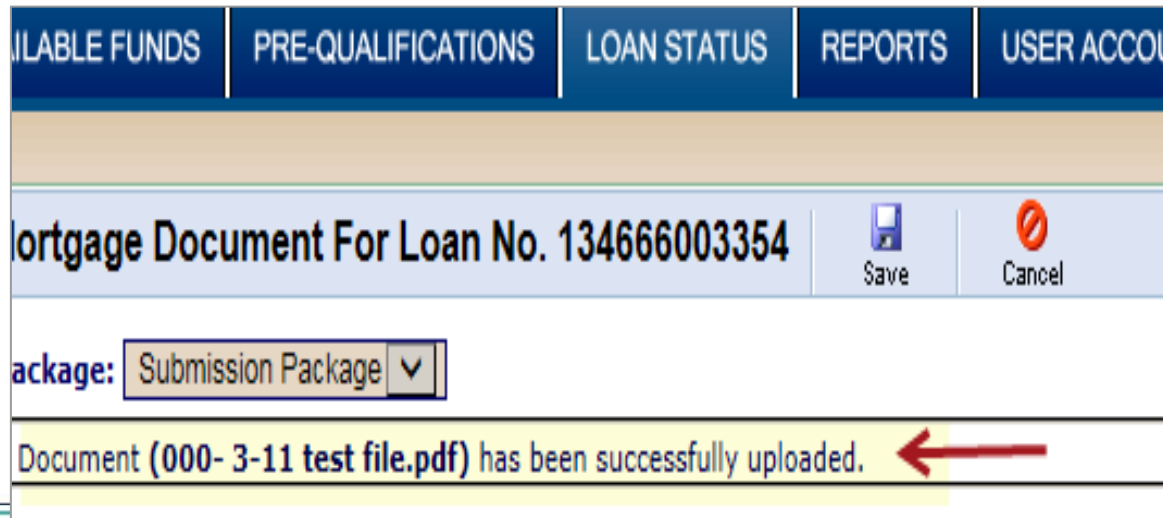 ILABLE FUNDS PRE-QUALIFICATIONS LOAN STATUS REPORTS USER ACCOU
ortgage Document For Loan No. 134666003354 Save Cancel
ackage: Submission Package
Document (000- 3-11 test file.pdf) has been successfully uploaded.